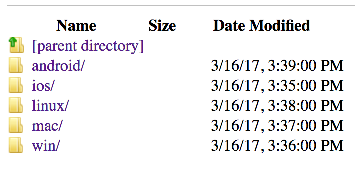 Name Size Date Modified
[parent directory]
android/ 3/16/17, 3:39:00 PM
ios/ 3/16/17, 3:35:00 PM
linux/ 3/16/17, 3:38:00 PM
mac/ 3/16/17, 3:37:00 PM
win/ 3/16/17, 3:36:00 PM